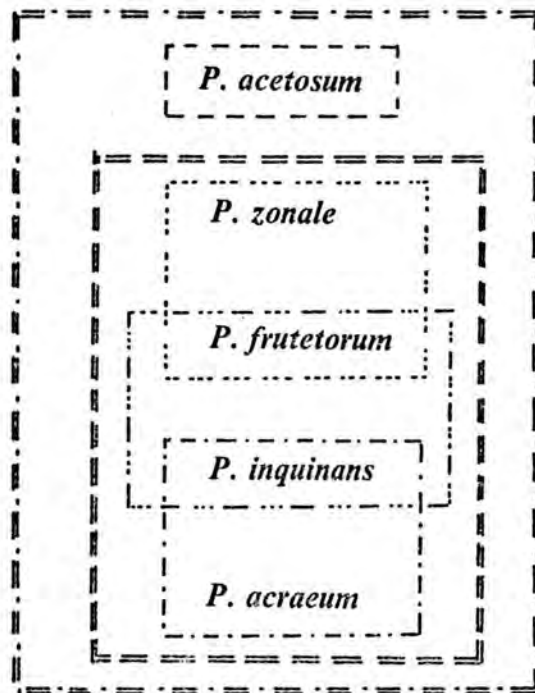 P. acetosum
P. zonale
P. frutetorum
P. inquinans
P. acraeum